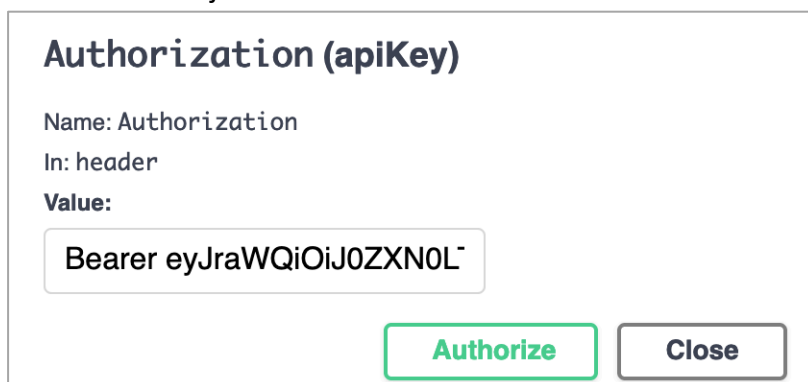 Authorization (apiKey)
Name: Authorization
In: header
Value:
Bearer eyJraWQiOiJ0ZXN0L
Authorize
Close